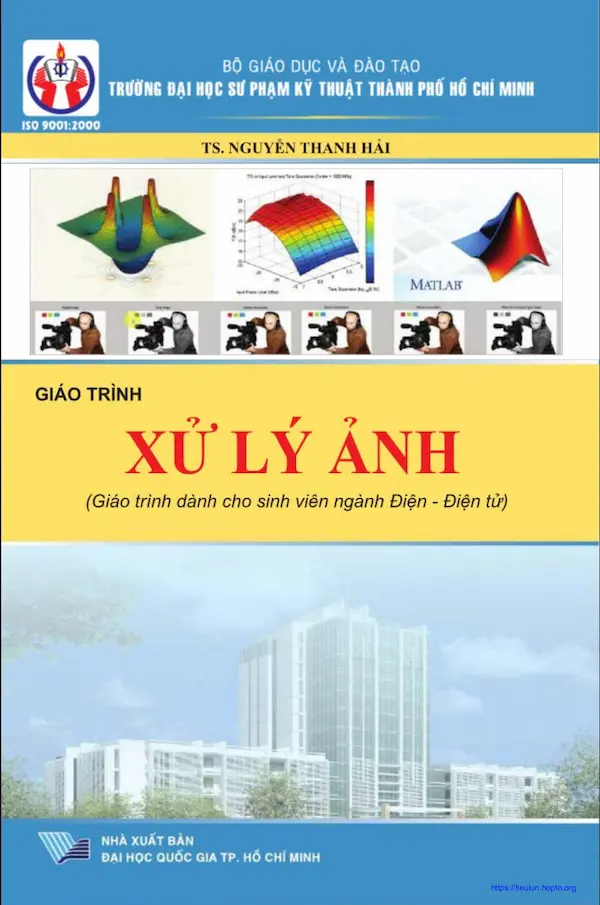 BỘ GIÁO DỤC VÀ ĐÀO TẠO
TRƯỜNG ĐẠI HỌC SƯ PHẠM KỸ THUẬT THÀNH PHỐ HỒ CHÍ MINH
ISO 9001:2000
TS. NGUYỄN THANH HẢI
MATLAB
GIÁO TRÌNH
XỬ LÝ ẢNH
(Giáo trình dành cho sinh viên ngành Điện - Điện tử)
NHÀ XUẤT BẢN
ĐẠI HỌC QUỐC GIA TP. HỒ CHÍ MINH
https://tieulun.hopto.org